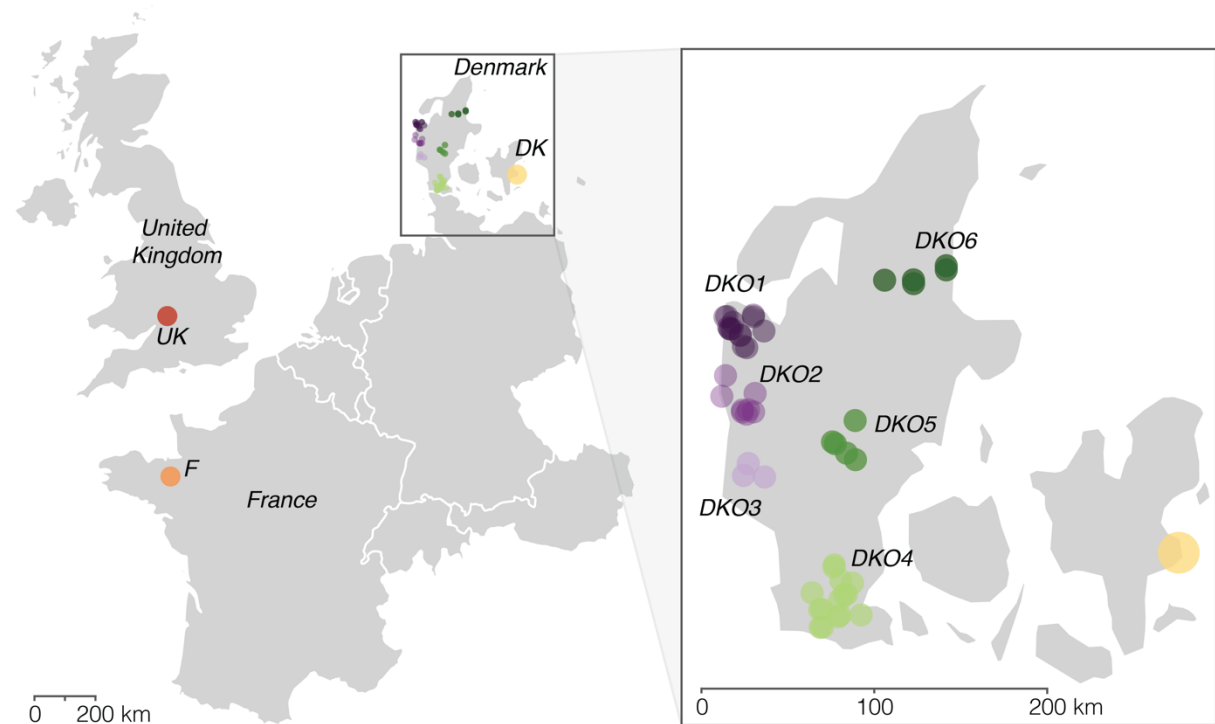 Denmark
DK
United
Kingdom
UK
F
France
0 200 km
DKO6
DKO1
DKO2
DKO5
DKO3
DKO4
0 100 200 km